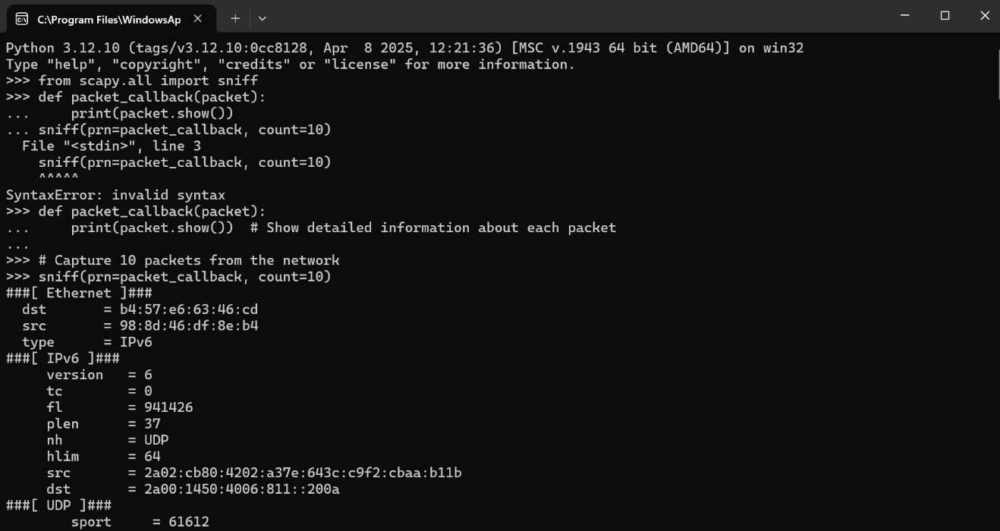 C:\Program Files\WindowsAp
Python 3.12.10 (tags/v3.12.10:0cc8128, Apr  8 2025, 12:21:36) [MSC v.1943 64 bit (AMD64)] on win32
Type "help", "copyright", "credits" or "license" for more information.
>>> from scapy.all import sniff
>>> def packet_callback(packet):
...     print(packet.show())
... sniff(prn=packet_callback, count=10)
  File "<stdin>", line 3
    sniff(prn=packet_callback, count=10)
    ^^^^^
SyntaxError: invalid syntax
>>> def packet_callback(packet):
...     print(packet.show())  # Show detailed information about each packet
...
>>> # Capture 10 packets from the network
>>> sniff(prn=packet_callback, count=10)
###[ Ethernet ]###
  dst       = b4:57:e6:63:46:cd
  src       = 98:8d:46:df:8e:b4
  type      = IPv6
###[ IPv6 ]###
     version   = 6
     tc        = 0
     fl        = 941426
     plen      = 37
     nh        = UDP
     hlim      = 64
     src       = 2a02:cb80:4202:a37e:643c:c9f2:cbaa:b11b
     dst       = 2a00:1450:4006:811::200a
###[ UDP ]###
        sport     = 61612